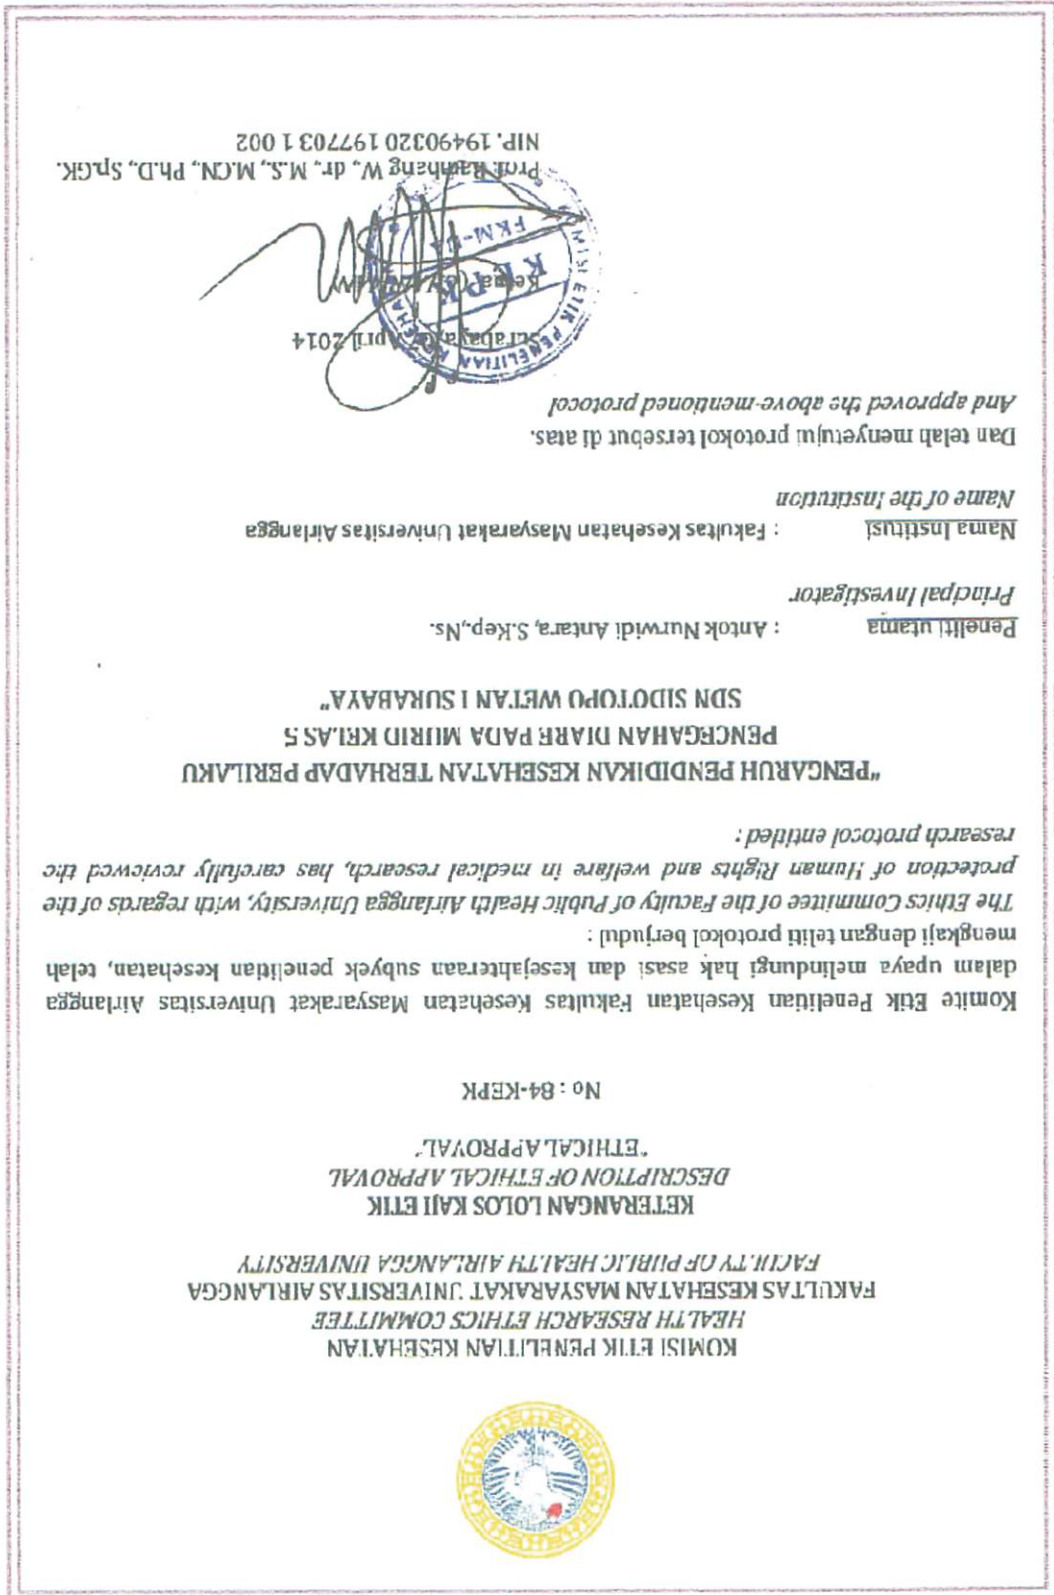 KOMISI ETIK PENELITIAN KESEHATAN
HEALTH RESEARCH ETHICS COMMITTEE
FAKULTAS KESEHATAN MASYARAKAT UNIVERSITAS AIRLANGGA
FACULTY OF PUBLIC HEALTH AIRLANGGA UNIVERSITY
KETERANGAN LOLOS KAJI ETIK
DESCRIPTION OF ETHICAL APPROVAL
"ETHICAL APPROVAL"
No : 84-KEPK
Komite Etik Penelitian Kesehatan Fakultas Kesehatan Masyarakat Universitas Airlangga
dalam upaya melindungi hak asasi dan kesejahteraan subyek penelitian kesehatan, telah
mengkaji dengan teliti protokol berjudul :
The Ethics Committee of the Faculty of Public Health Airlangga University, with regards of the
protection of Human Rights and welfare in medical research, has carefully reviewed the
research protocol entitled :
"PENGARUH PENDIDIKAN KESEHATAN TERHADAP PERILAKU
PENCEGAHAN DIARE PADA MURID KELAS 5
SDN SIDOTOPO WETAN I SURABAYA"
Peneliti utama : Antok Nurwidi Antara, S.Kep.,Ns.
Principal Investigator
Nama Institusi : Fakultas Kesehatan Masyarakat Universitas Airlangga
Name of the Institution
Dan telah menyetujui protokol tersebut di atas.
And approved the above-mentioned protocol
Surabaya, April 2014
Ketua
KOMISI ETIK PENELITIAN
KEPK
FKM-UA
Prof. Bambang W., dr., M.S., M.CN., Ph.D., Sp.GK.
NIP. 19490320 197703 1 002